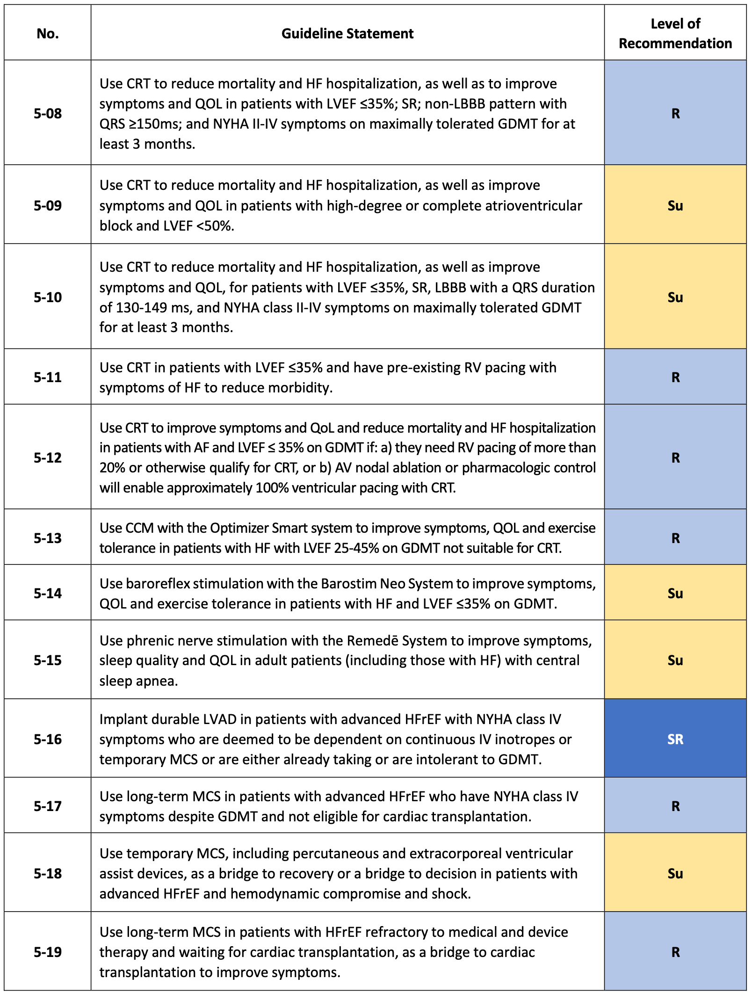 No.
Guideline Statement
Level of
Recommendation
5-08
Use CRT to reduce mortality and HF hospitalization, as well as to improve
symptoms and QOL in patients with LVEF ≤35%; SR; non-LBBB pattern with
QRS ≥150ms; and NYHA II-IV symptoms on maximally tolerated GDMT for at
least 3 months.
R
5-09
Use CRT to reduce mortality and HF hospitalization, as well as improve
symptoms and QOL in patients with high-degree or complete atrioventricular
block and LVEF <50%.
Su
5-10
Use CRT to reduce mortality and HF hospitalization, as well as improve
symptoms and QOL, for patients with LVEF ≤35%, SR, LBBB with a QRS duration
of 130-149 ms, and NYHA class II-IV symptoms on maximally tolerated GDMT
for at least 3 months.
Su
5-11
Use CRT in patients with LVEF ≤35% and have pre-existing RV pacing with
symptoms of HF to reduce morbidity.
R
5-12
Use CRT to improve symptoms and QoL and reduce mortality and HF hospitalization
in patients with AF and LVEF ≤ 35% on GDMT if: a) they need RV pacing of more than
20% or otherwise qualify for CRT, or b) AV nodal ablation or pharmacologic control
will enable approximately 100% ventricular pacing with CRT.
R
5-13
Use CCM with the Optimizer Smart system to improve symptoms, QOL and exercise
tolerance in patients with HF with LVEF 25-45% on GDMT not suitable for CRT.
R
5-14
Use baroreflex stimulation with the Barostim Neo System to improve symptoms,
QOL and exercise tolerance in patients with HF and LVEF ≤35% on GDMT.
Su
5-15
Use phrenic nerve stimulation with the Remedē System to improve symptoms,
sleep quality and QOL in adult patients (including those with HF) with central
sleep apnea.
Su
5-16
Implant durable LVAD in patients with advanced HFrEF with NYHA class IV
symptoms who are deemed to be dependent on continuous IV inotropes or
temporary MCS or are either already taking or are intolerant to GDMT.
SR
5-17
Use long-term MCS in patients with advanced HFrEF who have NYHA class IV
symptoms despite GDMT and not eligible for cardiac transplantation.
R
5-18
Use temporary MCS, including percutaneous and extracorporeal ventricular
assist devices, as a bridge to recovery or a bridge to decision in patients with
advanced HFrEF and hemodynamic compromise and shock.
Su
5-19
Use long-term MCS in patients with HFrEF refractory to medical and device
therapy and waiting for cardiac transplantation, as a bridge to cardiac
transplantation to improve symptoms.
R